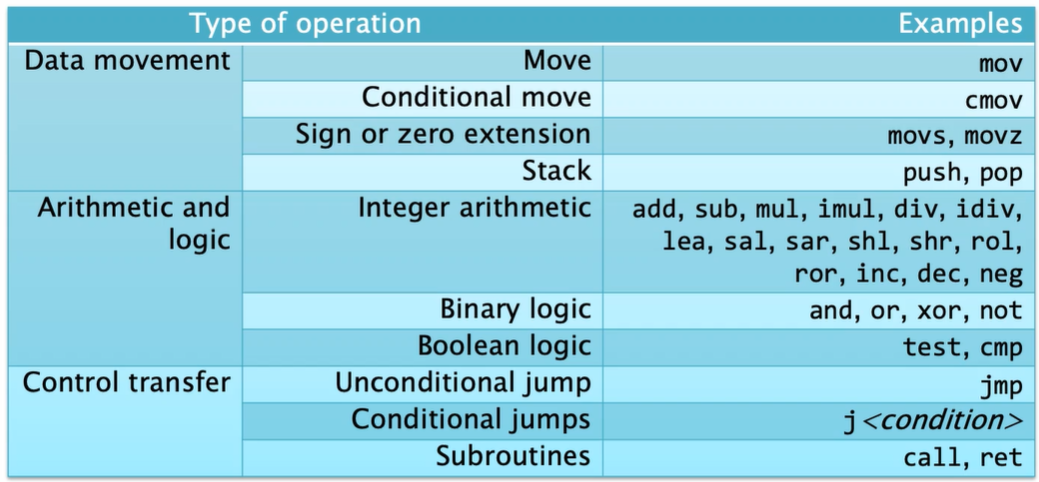 Type of operation Examples
Data movement Move mov
Conditional move cmov
Sign or zero extension movs, movz
Stack push, pop
Arithmetic and Integer arithmetic add, sub, mul, imul, div, idiv,
logic lea, sal, sar, shl, shr, rol,
ror, inc, dec, neg
Binary logic and, or, xor, not
Boolean logic test, cmp
Control transfer Unconditional jump jmp
Conditional jumps j<condition>
Subroutines call, ret